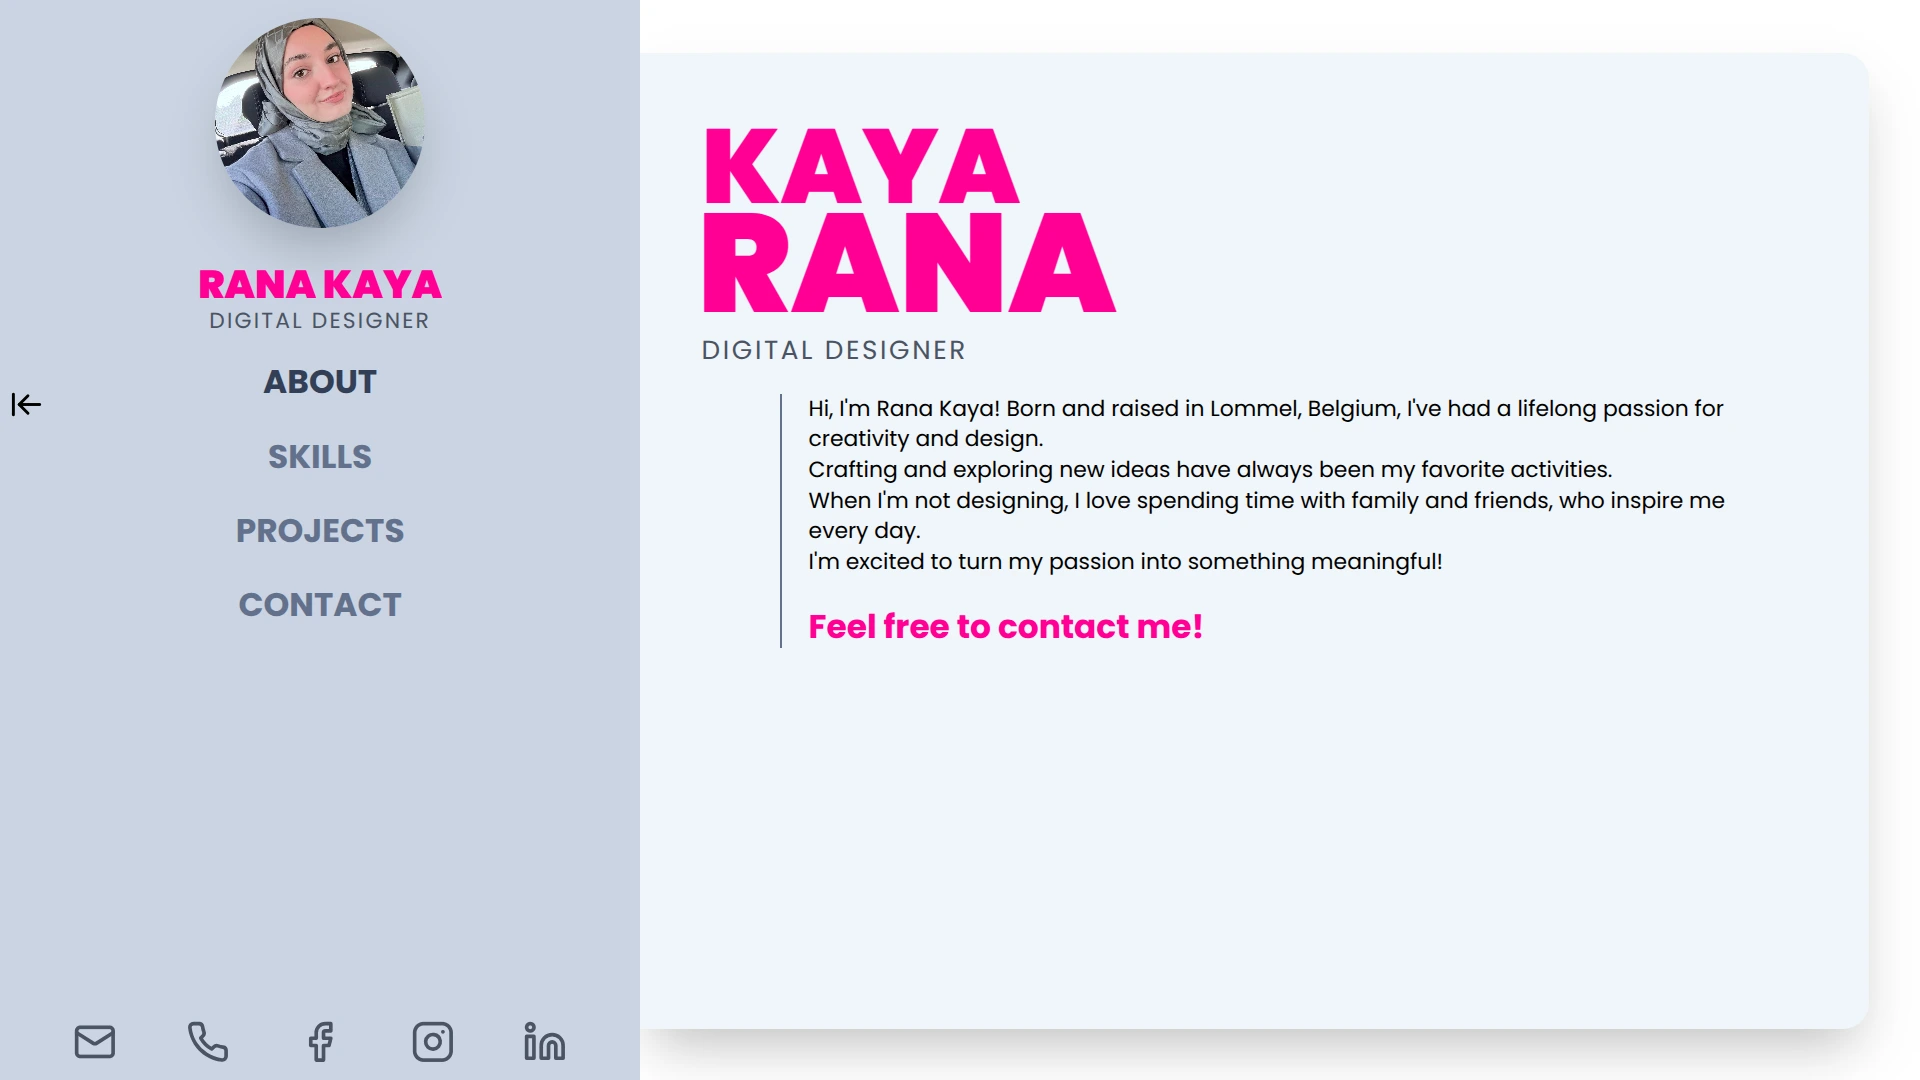 RANA KAYA
DIGITAL DESIGNER
ABOUT
SKILLS
PROJECTS
CONTACT
KAYA
RANA
DIGITAL DESIGNER
Hi, I'm Rana Kaya! Born and raised in Lommel, Belgium, I've had a lifelong passion for
creativity and design.
Crafting and exploring new ideas have always been my favorite activities.
When I'm not designing, I love spending time with family and friends, who inspire me
every day.
I'm excited to turn my passion into something meaningful!
Feel free to contact me!